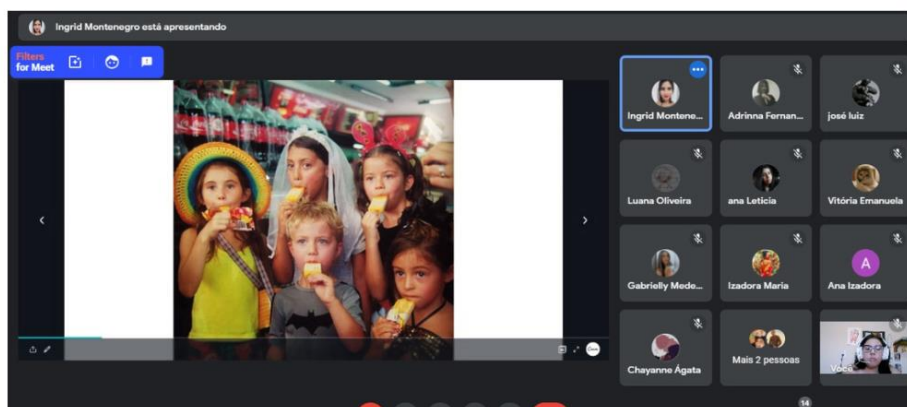 Ingrid Montenegro está apresentando
Filters
for Meet
Ingrid Montene...
Adrinna Fernan...
josé luiz
Luana Oliveira
ana Leticia
Vitória Emanuela
Gabrielly Mede...
Izadora Maria
A
Ana Izadora
Chayanne Ágata
Mais 2 pessoas
Você
14